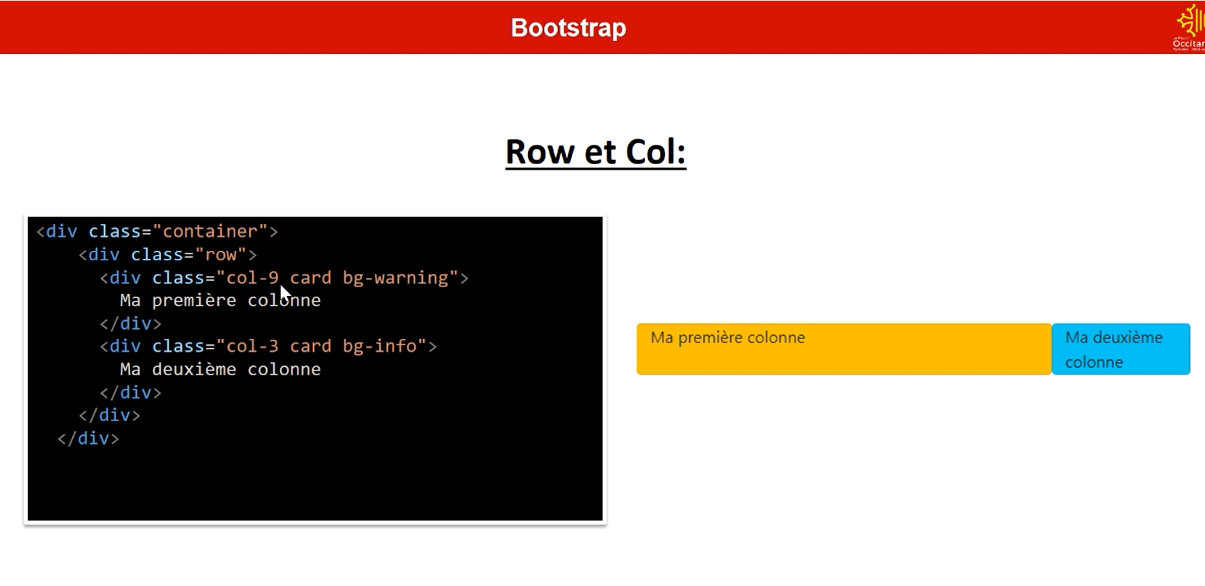 Bootstrap
Occitan
Row et Col:
<div class="container">
<div class="row">
<div class="col-9 card bg-warning">
Ma première colonne
</div>
<div class="col-3 card bg-info">
Ma deuxième colonne
</div>
</div>
</div>
Ma première colonne
Ma deuxième
colonne